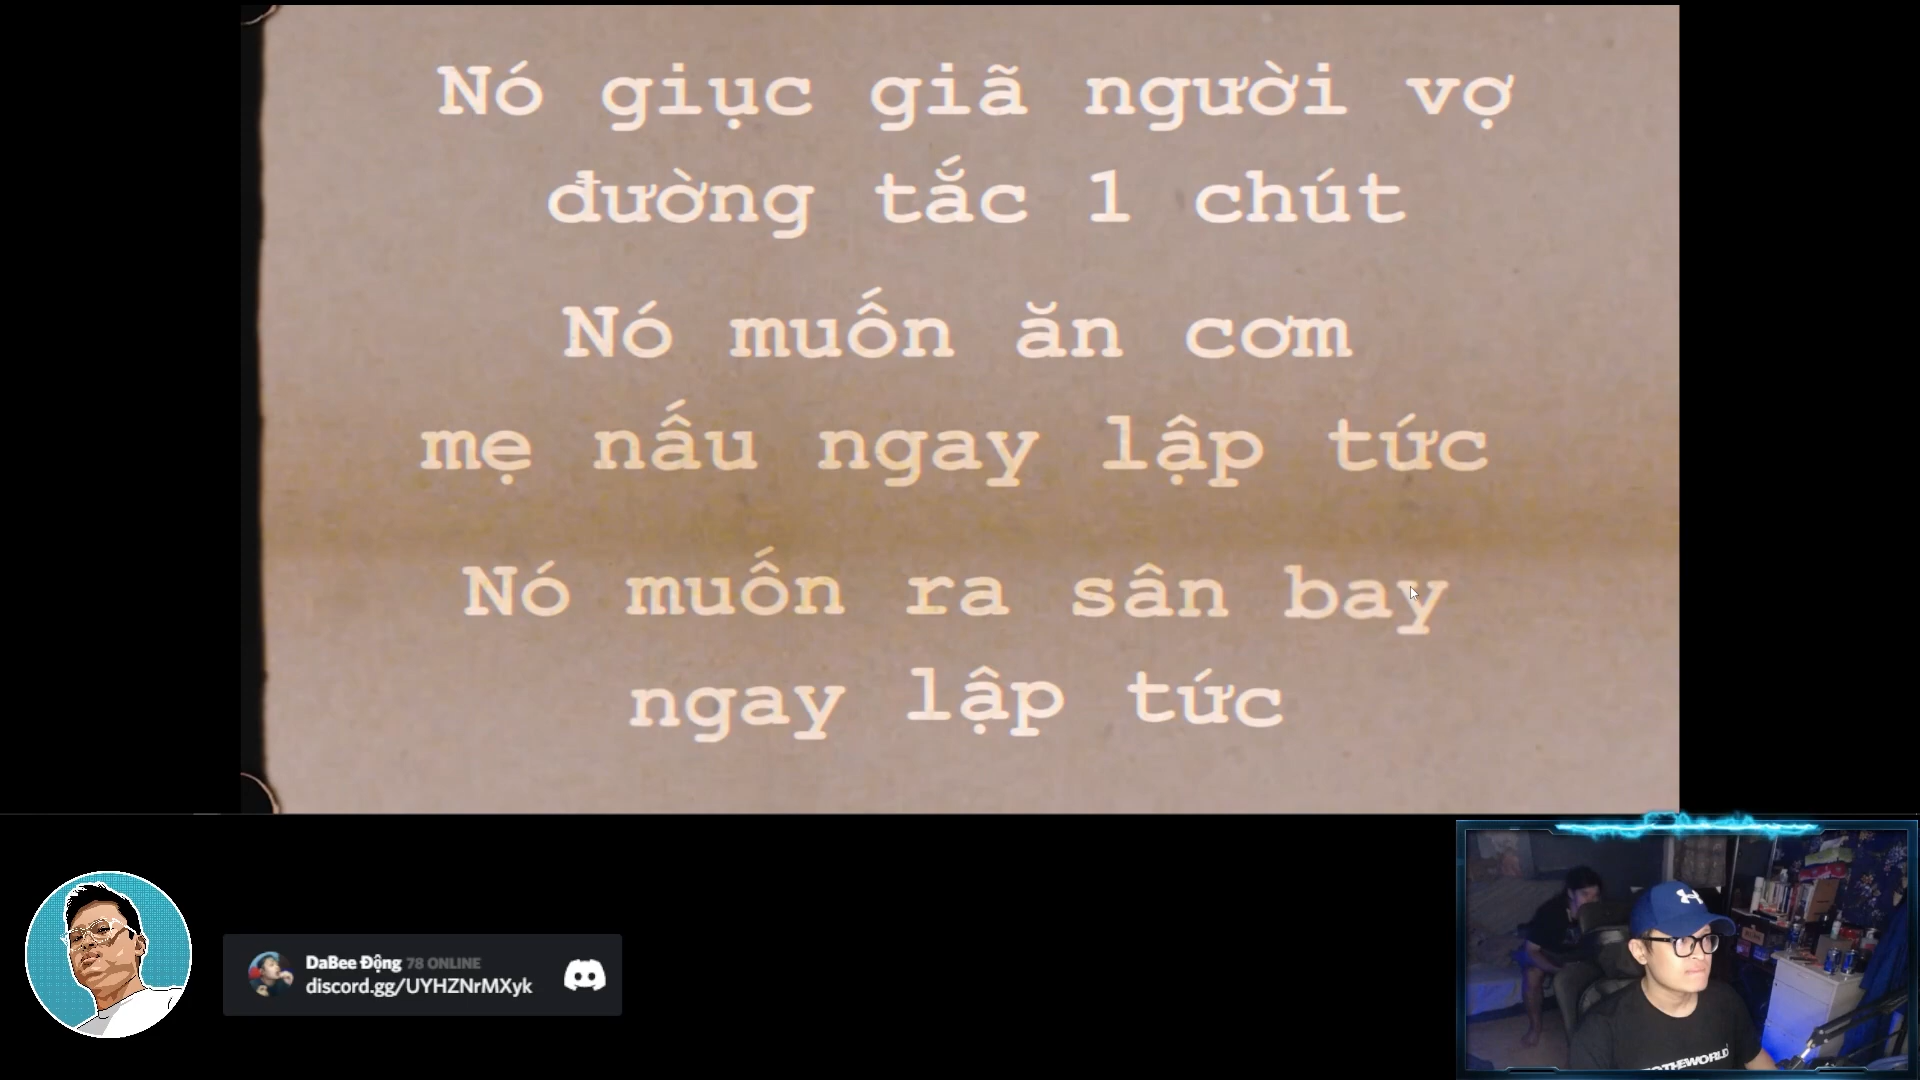 Nó giục giã người vợ
đường tắc 1 chút
Nó muốn ăn cơm
mẹ nấu ngay lập tức
Nó muốn ra sân bay
ngay lập tức
DaBee Động 78 ONLINE
discord.gg/UYHZNrMXyk